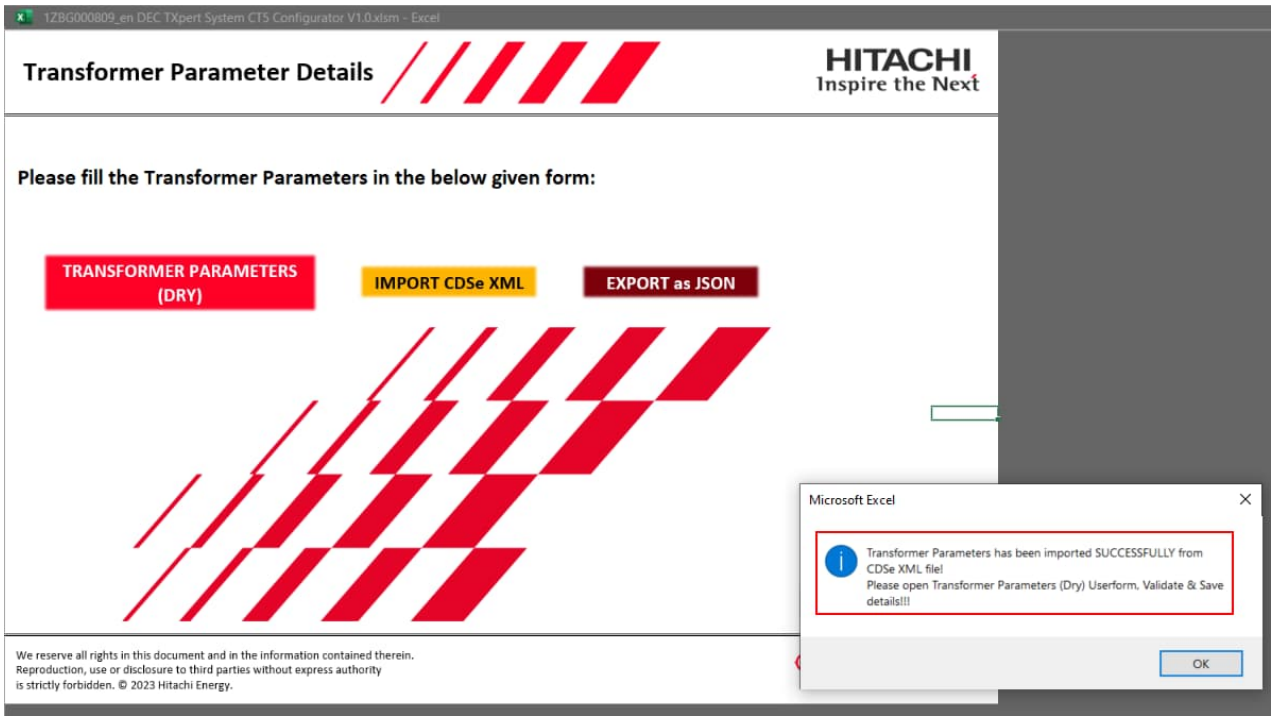 1ZBG000809_en DEC TXpert System CT5 Configurator V1.0.xlsm - Excel
Transformer Parameter Details
HITACHI
Inspire the Next
Please fill the Transformer Parameters in the below given form:
TRANSFORMER PARAMETERS
(DRY)
IMPORT CDSe XML
EXPORT as JSON
Microsoft Excel
Transformer Parameters has been imported SUCCESSFULLY from
CDSe XML file!
Please open Transformer Parameters (Dry) Userform, Validate & Save
details!!!
OK
We reserve all rights in this document and in the information contained therein.
Reproduction, use or disclosure to third parties without express authority
is strictly forbidden. © 2023 Hitachi Energy.